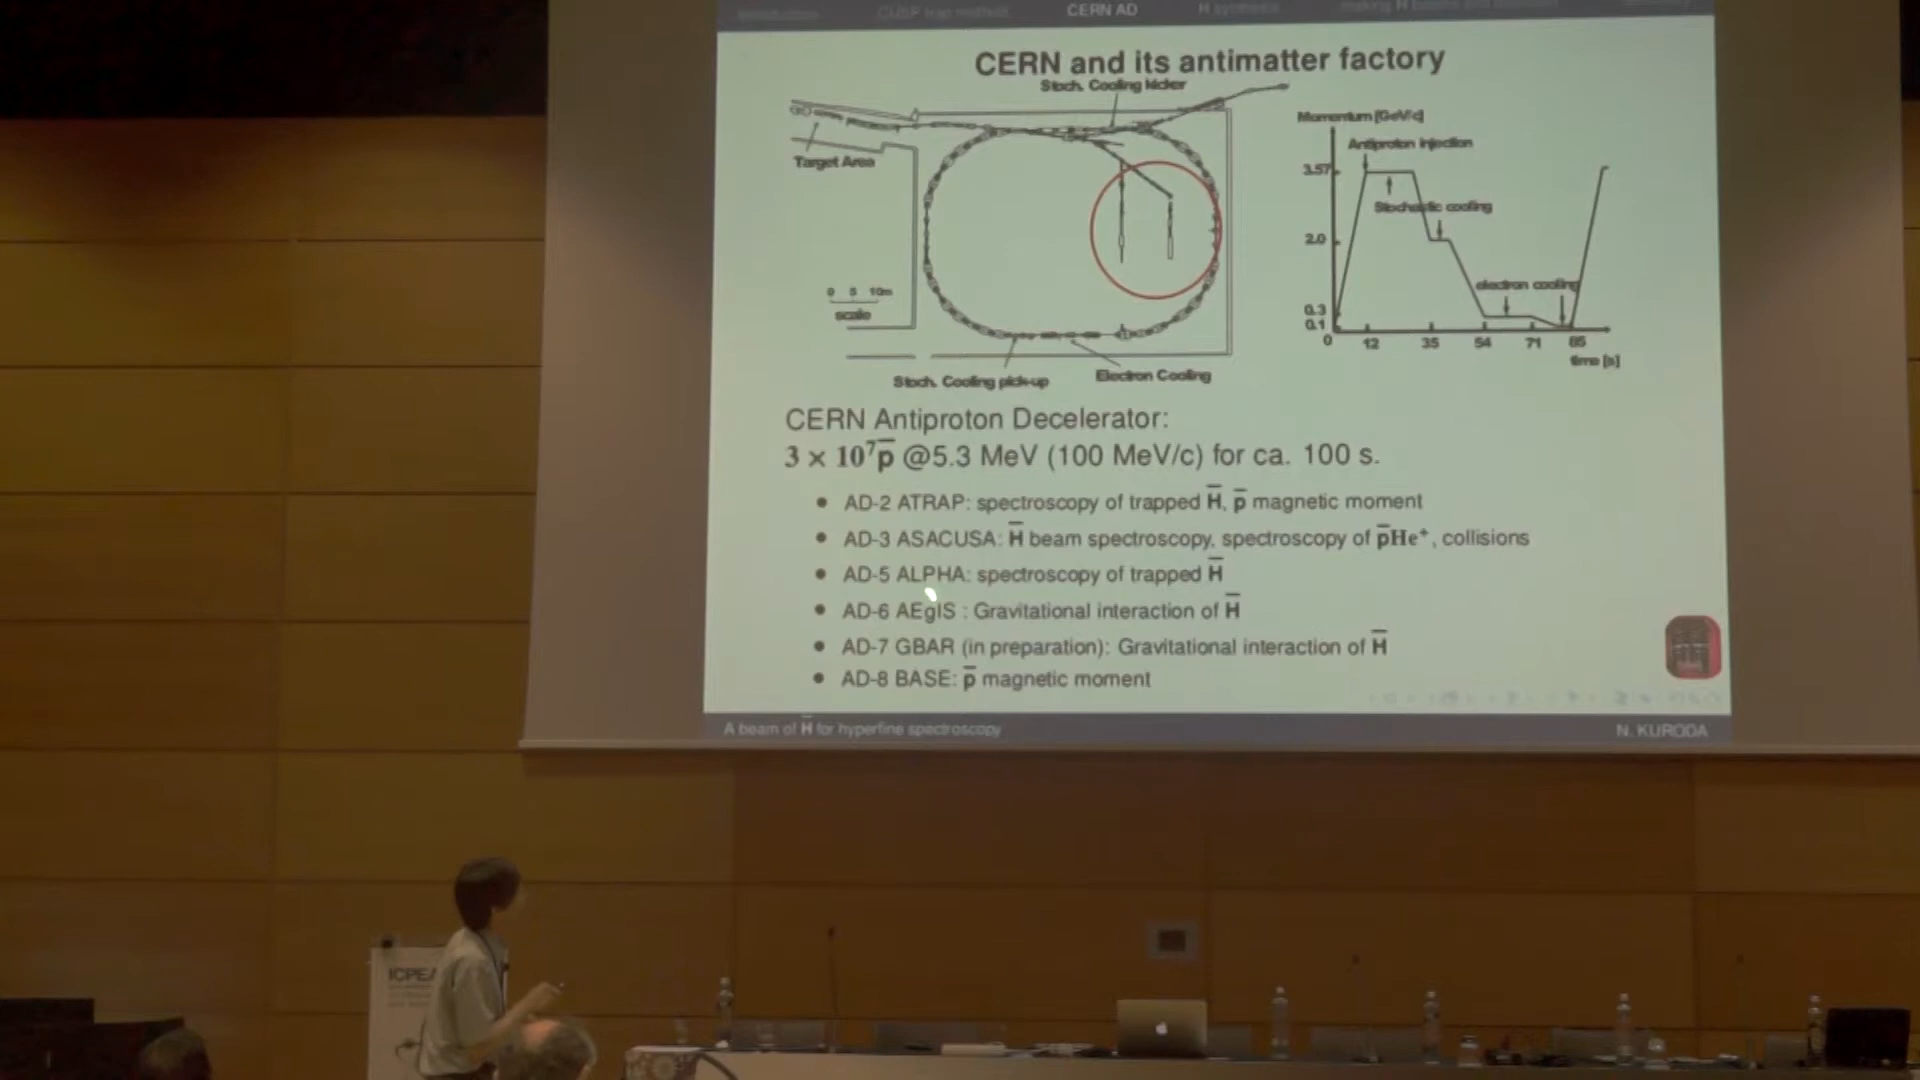 CERN AD
CERN and its antimatter factory
Stoch. Cooling kicker
Target Area
0 5 10m
scale
Stoch. Cooling pick-up
Electron Cooling
Momentum [GeV/c]
Antiproton Injection
3.57
Stochastic cooling
2.0
electron cooling
0.3
0.1
0 12 35 54 71 85
time [s]
CERN Antiproton Decelerator:
3 × 10⁷p̅ @5.3 MeV (100 MeV/c) for ca. 100 s.
• AD-2 ATRAP: spectroscopy of trapped H̅, p̅ magnetic moment
• AD-3 ASACUSA: H̅ beam spectroscopy, spectroscopy of p̅He⁺, collisions
• AD-5 ALPHA: spectroscopy of trapped H̅
• AD-6 AEgIS : Gravitational interaction of H̅
• AD-7 GBAR (in preparation): Gravitational interaction of H̅
• AD-8 BASE: p̅ magnetic moment
A beam of H̅ for hyperfine spectroscopy
N. KURODA